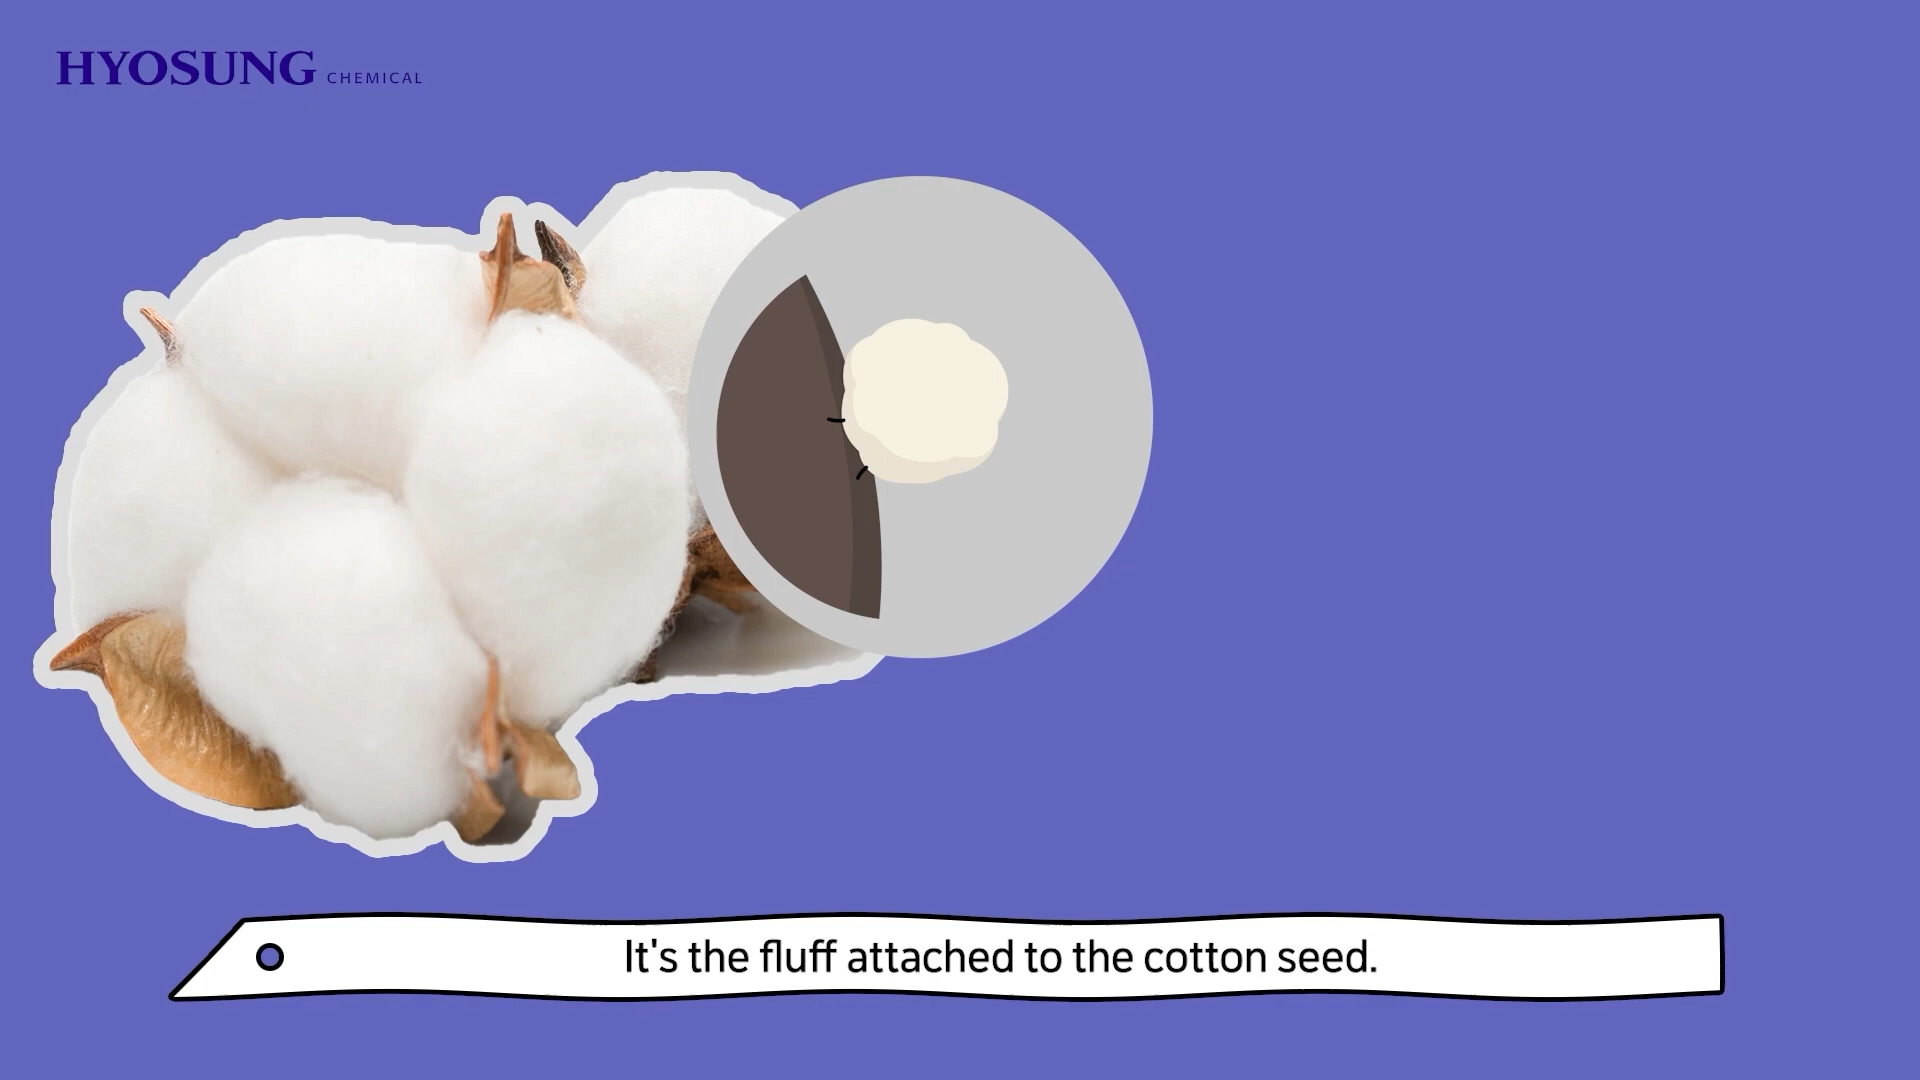 HYOSUNG CHEMICAL
It's the fluff attached to the cotton seed.